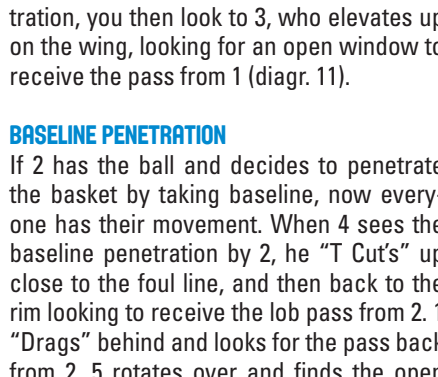 tration, you then look to 3, who elevates up
on the wing, looking for an open window to
receive the pass from 1 (diagr. 11).
BASELINE PENETRATION
If 2 has the ball and decides to penetrate
the basket by taking baseline, now every-
one has their movement. When 4 sees the
baseline penetration by 2, he “T Cut’s” up
close to the foul line, and then back to the
rim looking to receive the lob pass from 2. 1
“Drags” behind and looks for the pass back
from 2. 5 rotates over and finds the open